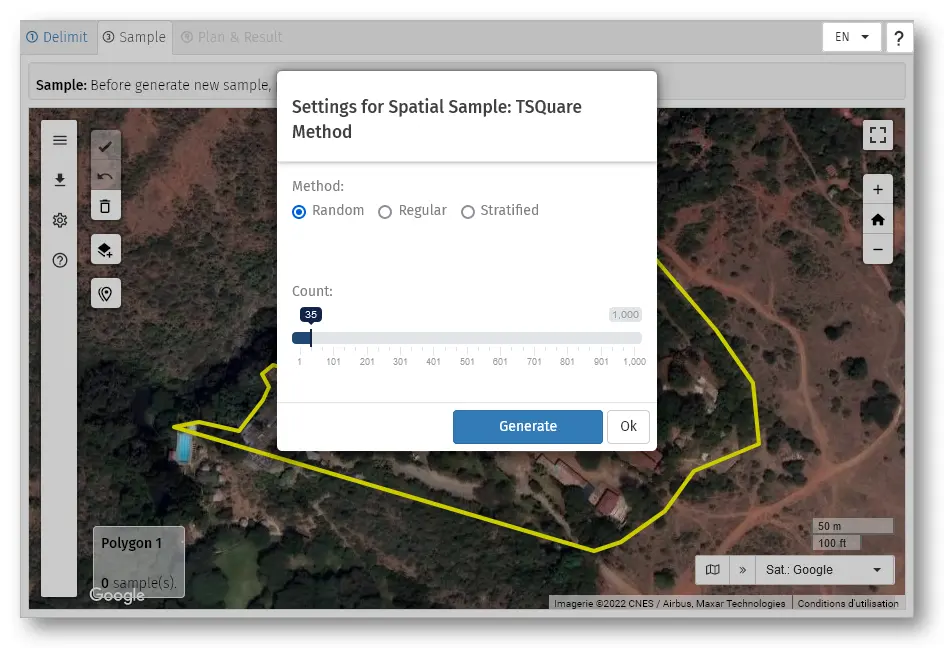 ① Delimit
③ Sample
④ Plan & Result
EN
?
Sample: Before generate new sample,
Settings for Spatial Sample: TSQuare
Method
Method:
Random
Regular
Stratified
Count:
35
1,000
1 101 201 301 401 501 601 701 801 901 1,000
Generate
Ok
Polygon 1
0 sample(s).
Google
50 m
100 ft
Sat.: Google
Imagerie ©2022 CNES / Airbus, Maxar Technologies
Conditions d'utilisation